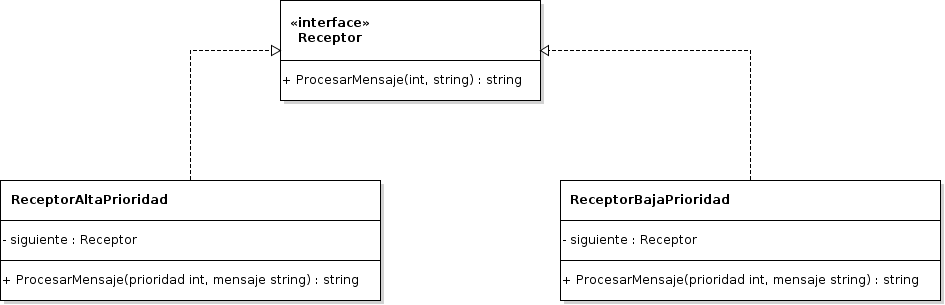 «interface»
Receptor
+ ProcesarMensaje(int, string) : string
ReceptorAltaPrioridad
- siguiente : Receptor
+ ProcesarMensaje(prioridad int, mensaje string) : string
ReceptorBajaPrioridad
- siguiente : Receptor
+ ProcesarMensaje(prioridad int, mensaje string) : string